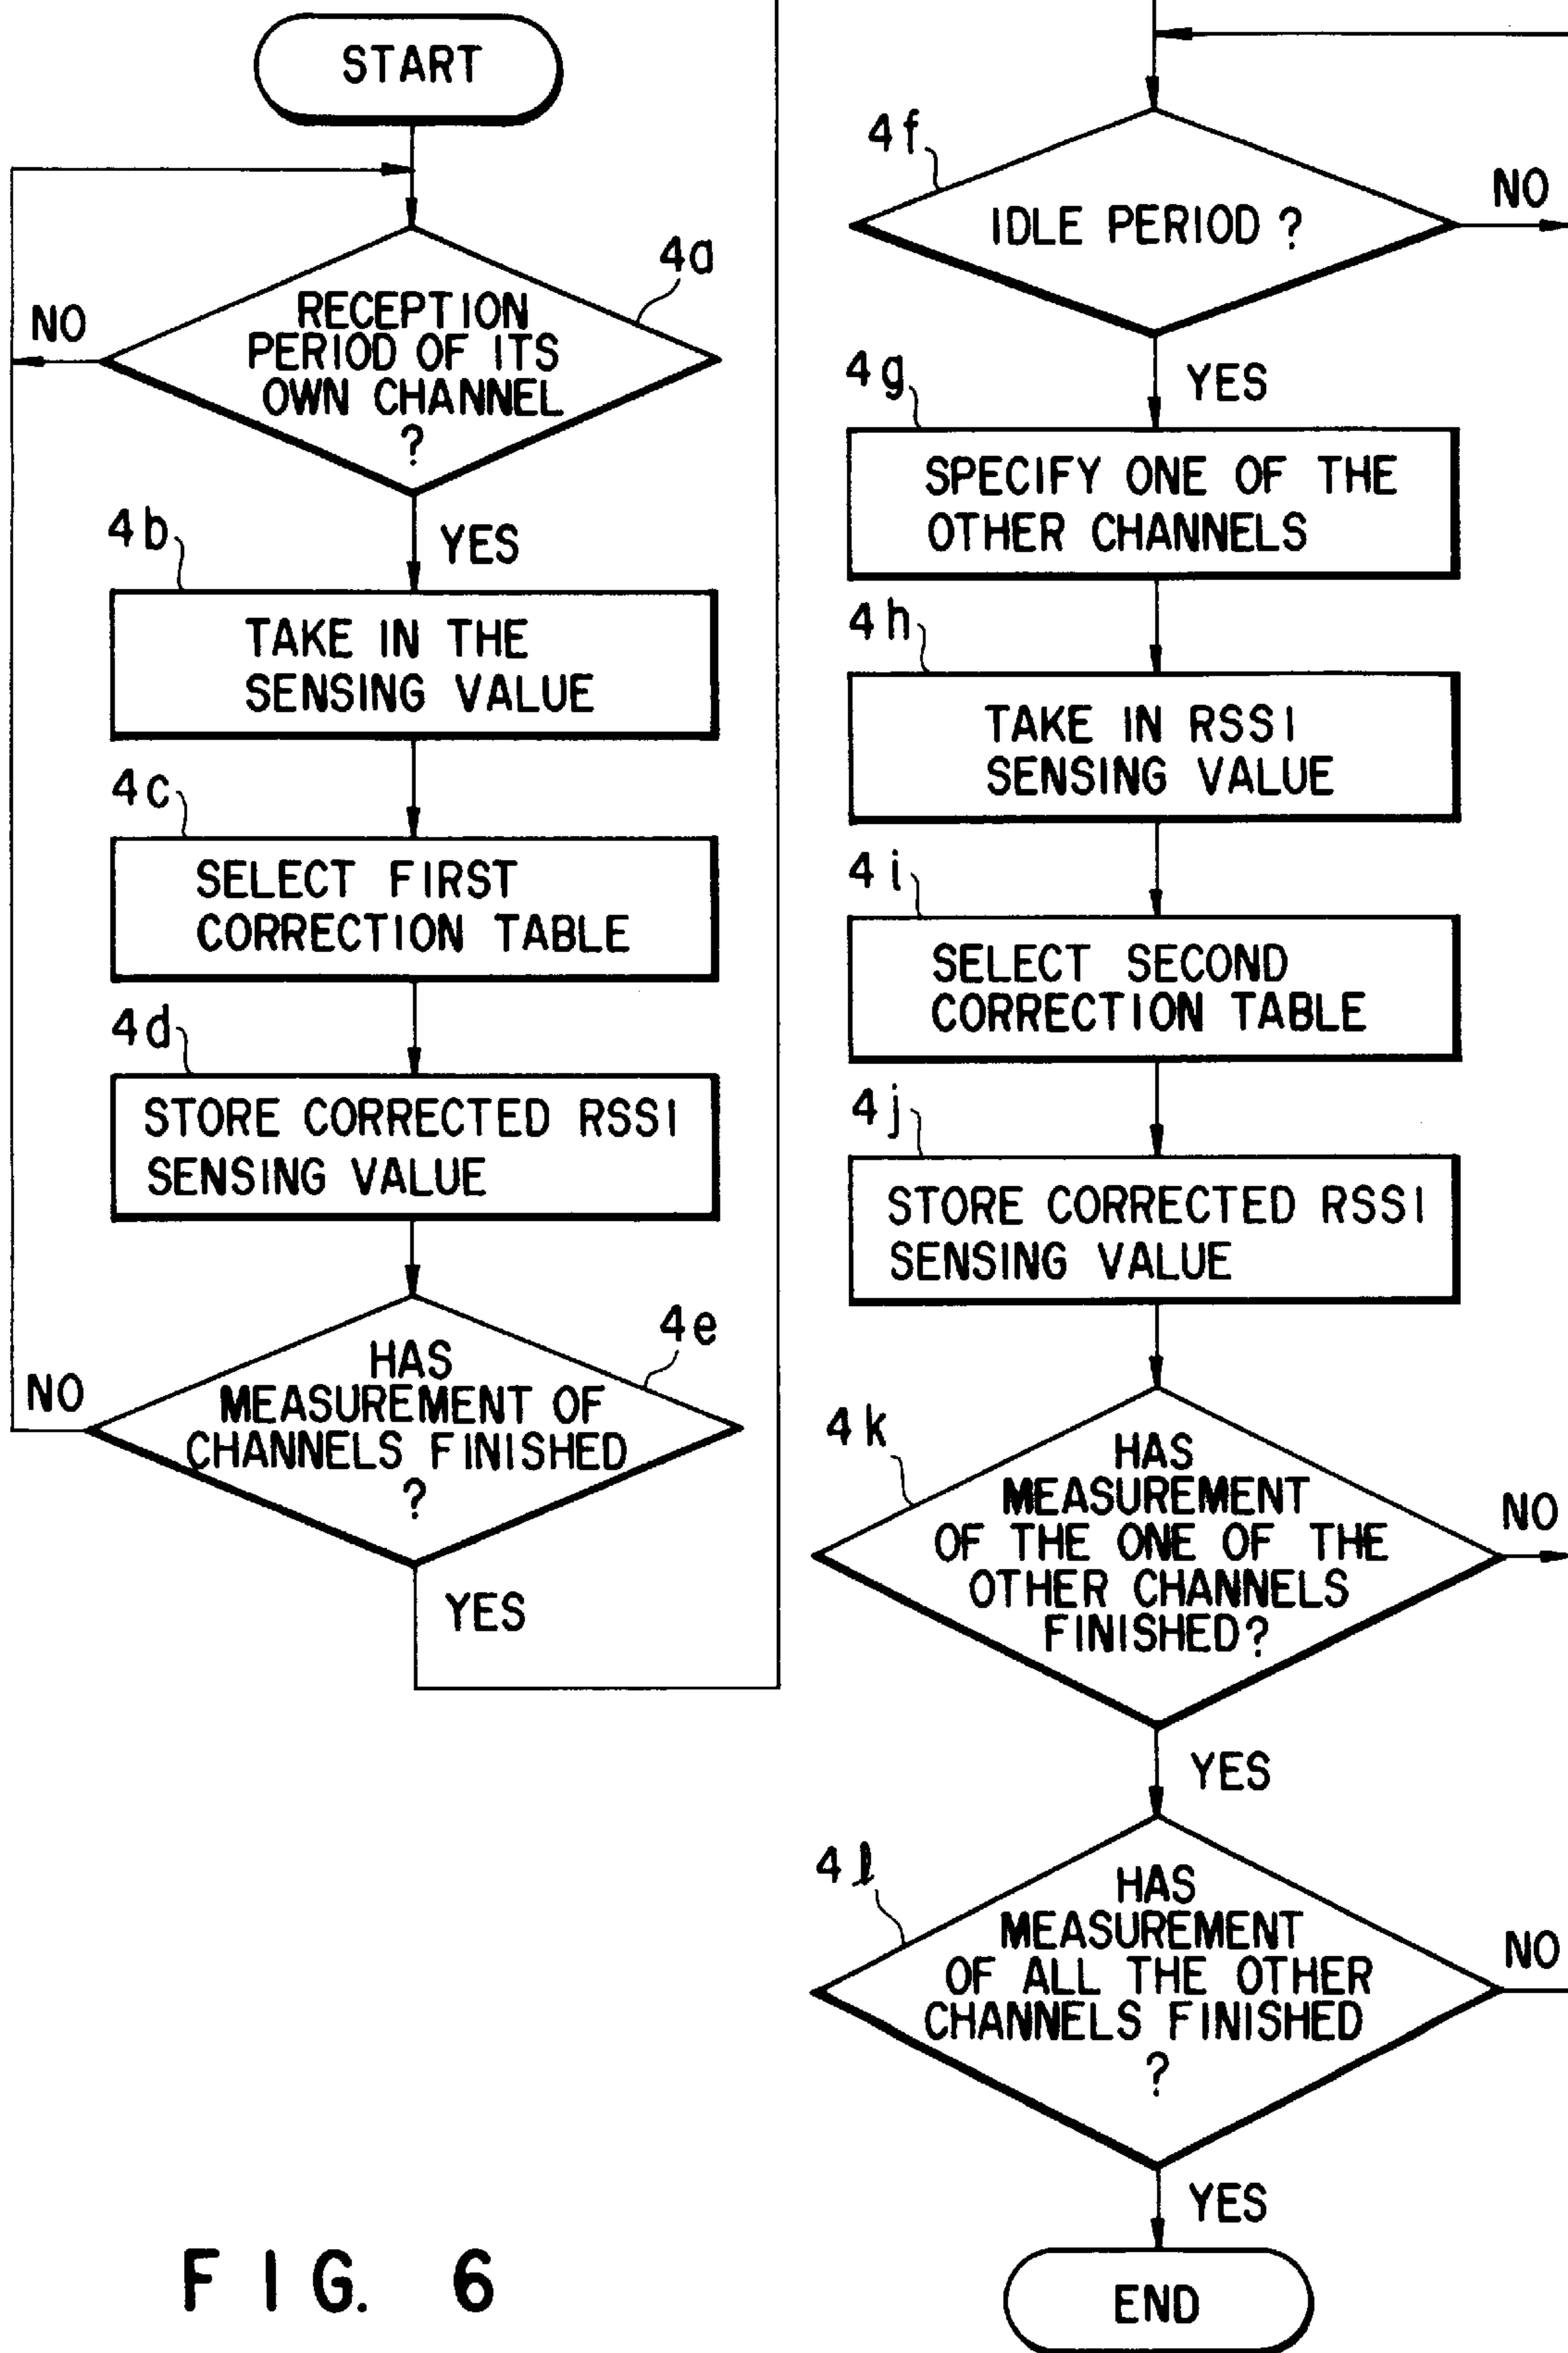 START
4a
RECEPTION
PERIOD OF ITS
OWN CHANNEL
?
NO
YES
4b
TAKE IN THE
SENSING VALUE
4c
SELECT FIRST
CORRECTION TABLE
4d
STORE CORRECTED RSSI
SENSING VALUE
4e
HAS
MEASUREMENT OF
CHANNELS FINISHED
?
NO
YES
4f
IDLE PERIOD ?
NO
YES
4g
SPECIFY ONE OF THE
OTHER CHANNELS
4h
TAKE IN RSSI
SENSING VALUE
4i
SELECT SECOND
CORRECTION TABLE
4j
STORE CORRECTED RSSI
SENSING VALUE
4k
HAS
MEASUREMENT
OF THE ONE OF THE
OTHER CHANNELS
FINISHED?
NO
YES
4l
HAS
MEASUREMENT
OF ALL THE OTHER
CHANNELS FINISHED
?
NO
YES
END
FIG. 6